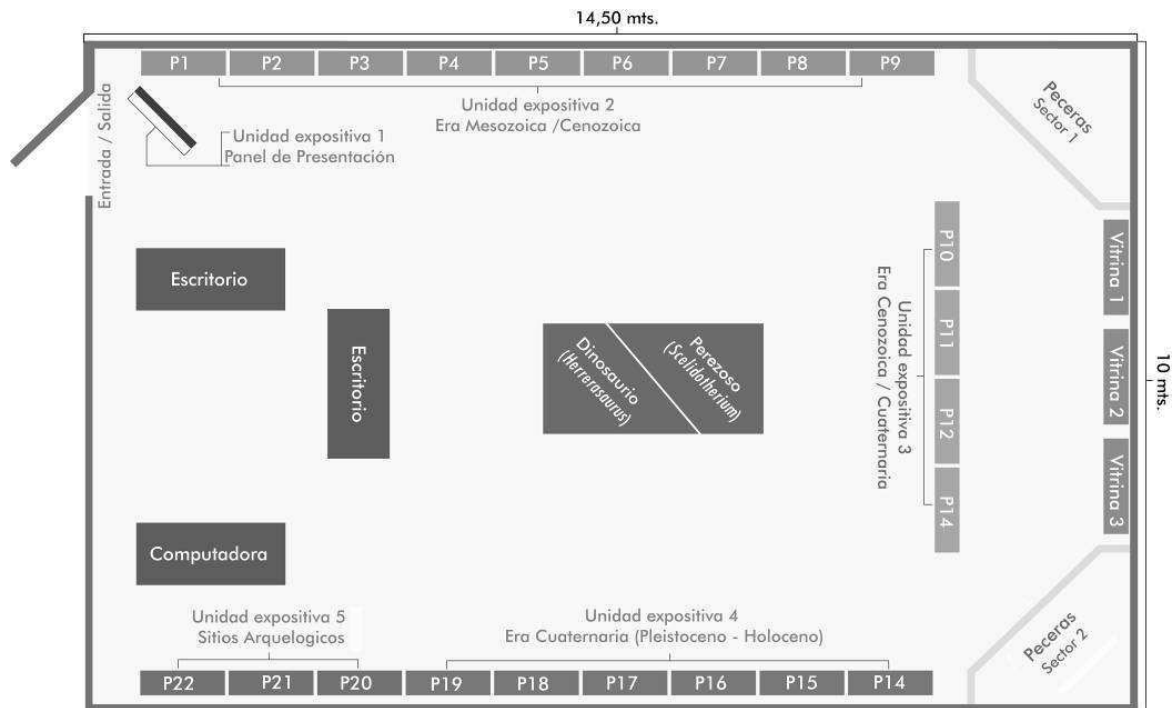 14,50 mts.
P1 P2 P3 P4 P5 P6 P7 P8 P9
Unidad expositiva 2
Era Mesozoica /Cenozoica
Peceras
Sector 1
Entrada / Salida
Unidad expositiva 1
Panel de Presentación
Escritorio
Escritorio
Dinosaurio
(Herrerasaurus)
Perezoso
(Scelidotherium)
Unidad expositiva 3
Era Cenozoica / Cuaternaria
P10
P11
P12
P14
Vitrina 1
Vitrina 2
Vitrina 3
10 mts.
Computadora
Unidad expositiva 5
Sitios Arquelogicos
Unidad expositiva 4
Era Cuaternaria (Pleistoceno - Holoceno)
Peceras
Sector 2
P22 P21 P20 P19 P18 P17 P16 P15 P14